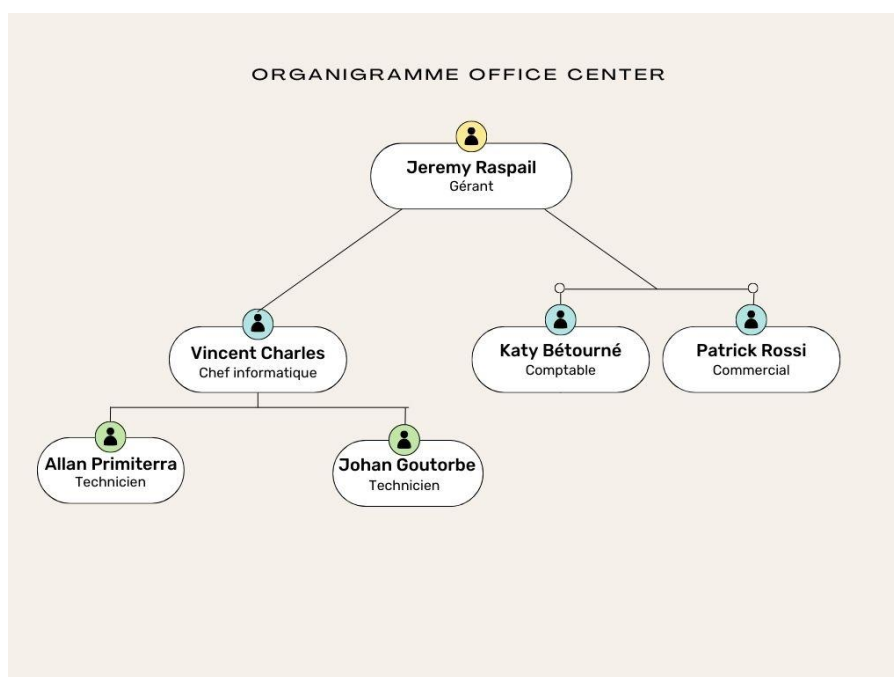 ORGANIGRAMME OFFICE CENTER
Jeremy Raspail
Gérant
Vincent Charles
Chef informatique
Katy Bétourné
Comptable
Patrick Rossi
Commercial
Allan Primiterra
Technicien
Johan Goutorbe
Technicien